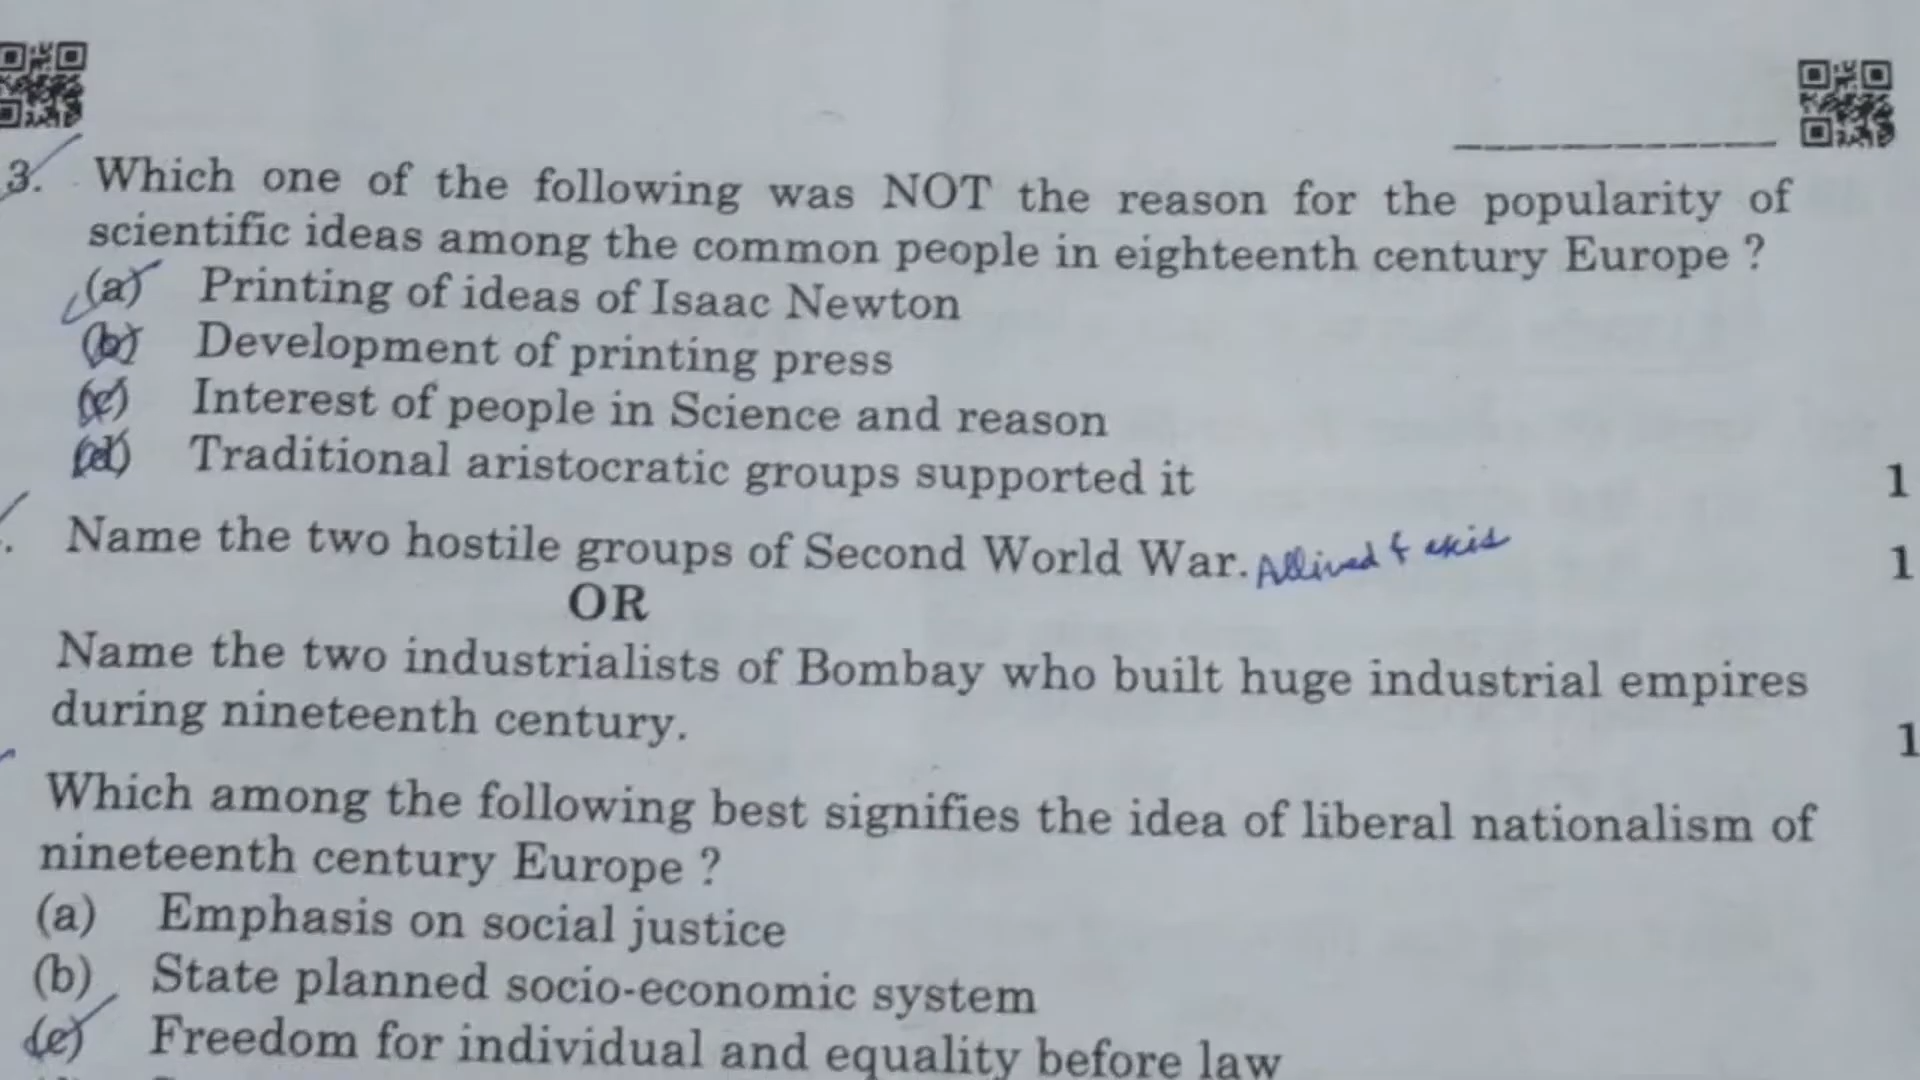 3. Which one of the following was NOT the reason for the popularity of
scientific ideas among the common people in eighteenth century Europe ?
(a) Printing of ideas of Isaac Newton
(b) Development of printing press
(c) Interest of people in Science and reason
(d) Traditional aristocratic groups supported it 1
. Name the two hostile groups of Second World War. Allived & axis 1
OR
Name the two industrialists of Bombay who built huge industrial empires
during nineteenth century. 1
Which among the following best signifies the idea of liberal nationalism of
nineteenth century Europe ?
(a) Emphasis on social justice
(b) State planned socio-economic system
(c) Freedom for individual and equality before law